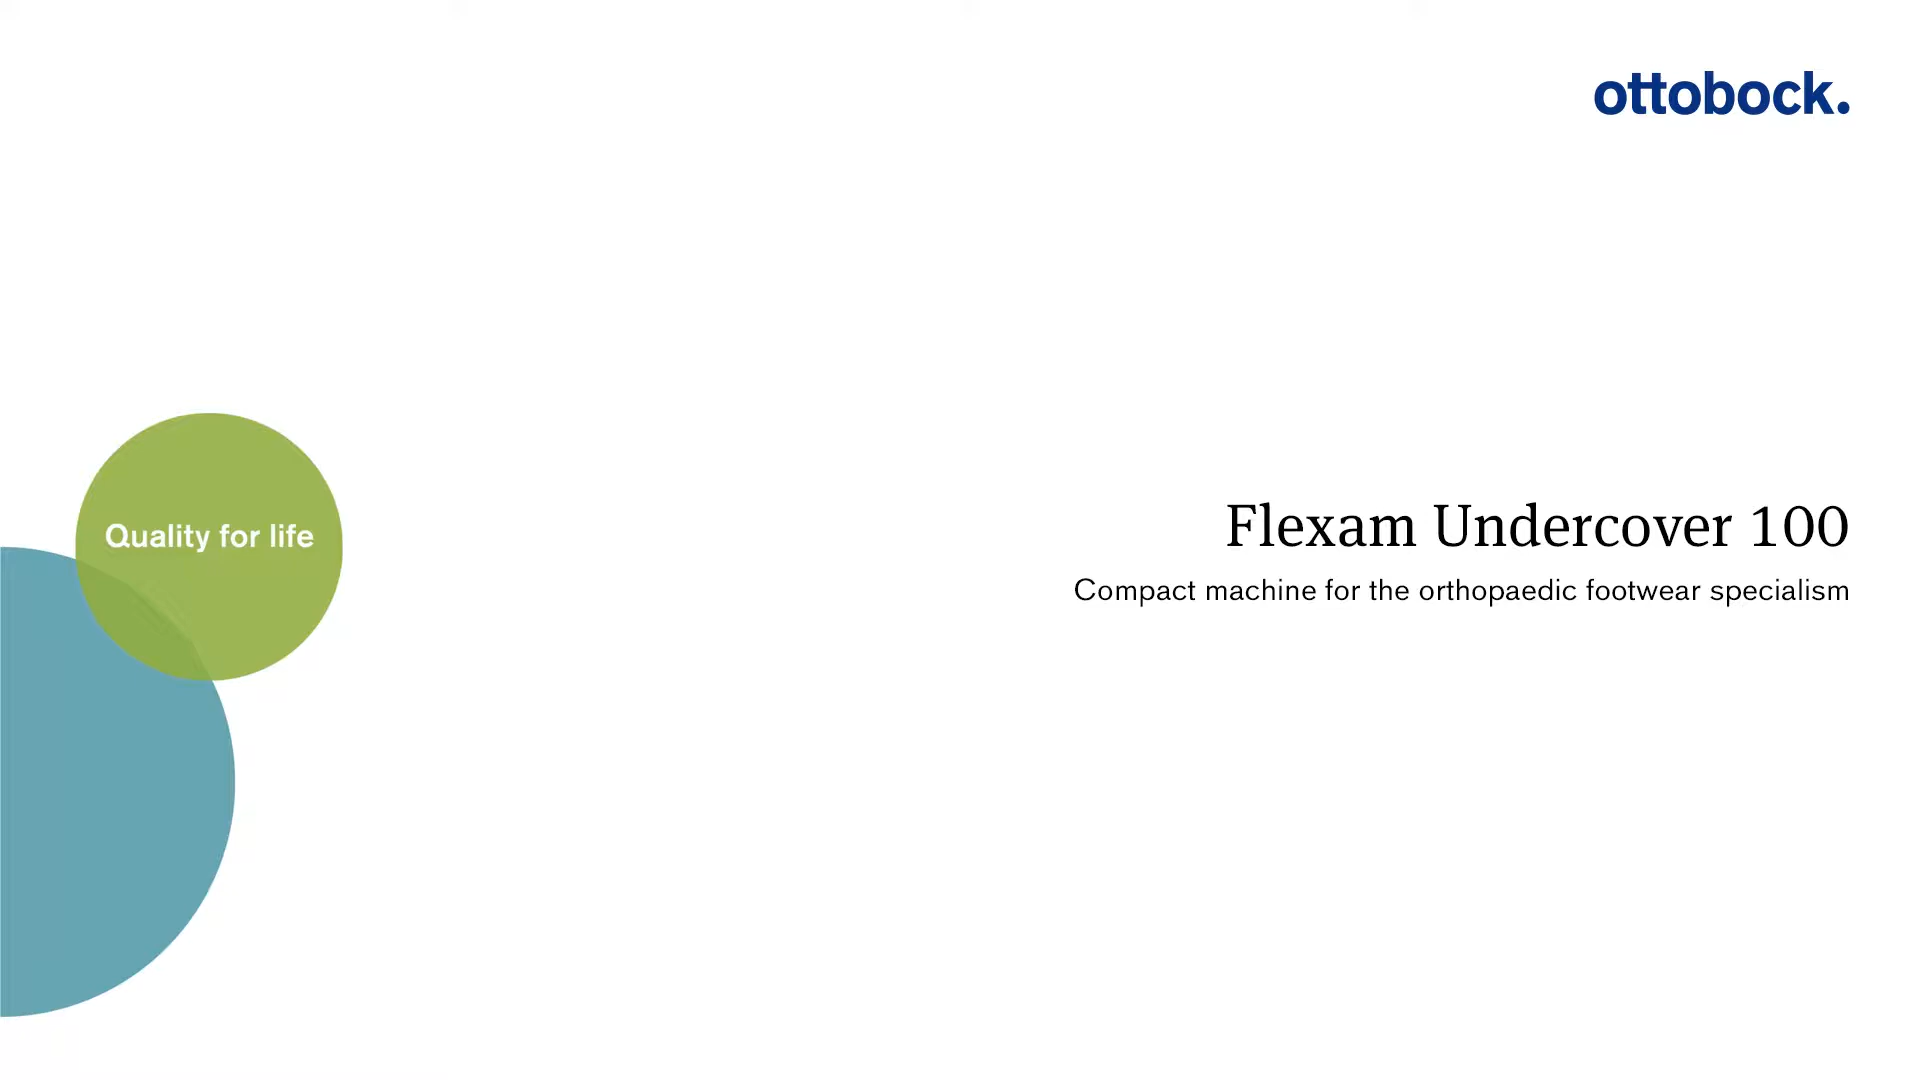 ottobock.
Quality for life
Flexam Undercover 100
Compact machine for the orthopaedic footwear specialism